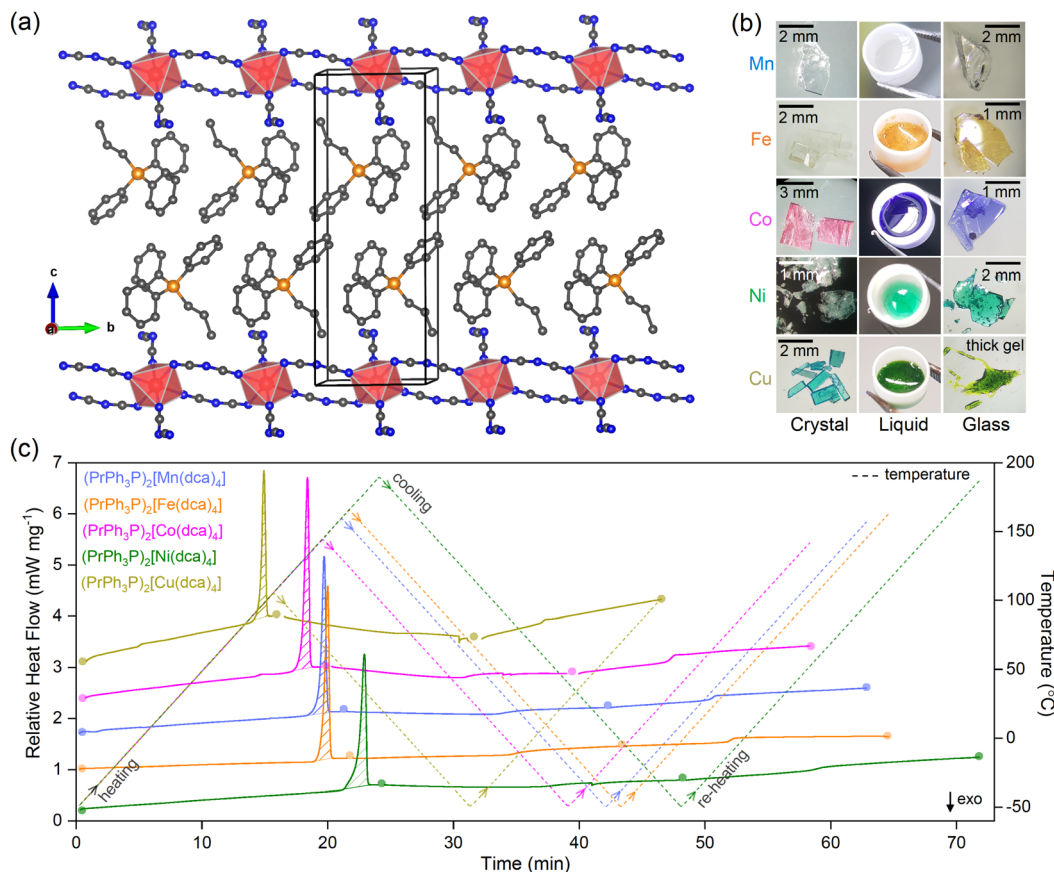 (a)
c
a
b
(b)
Mn
2 mm
2 mm
Fe
2 mm
1 mm
Co
3 mm
1 mm
Ni
1 mm
2 mm
Cu
2 mm
thick gel
Crystal Liquid Glass
(c)
Relative Heat Flow (mW mg⁻¹)
7
6
5
4
3
2
1
0
(PrPh₃P)₂[Mn(dca)₄]
(PrPh₃P)₂[Fe(dca)₄]
(PrPh₃P)₂[Co(dca)₄]
(PrPh₃P)₂[Ni(dca)₄]
(PrPh₃P)₂[Cu(dca)₄]
heating
cooling
re-heating
temperature
exo
200
150
100
50
0
-50
Temperature (°C)
0 10 20 30 40 50 60 70
Time (min)